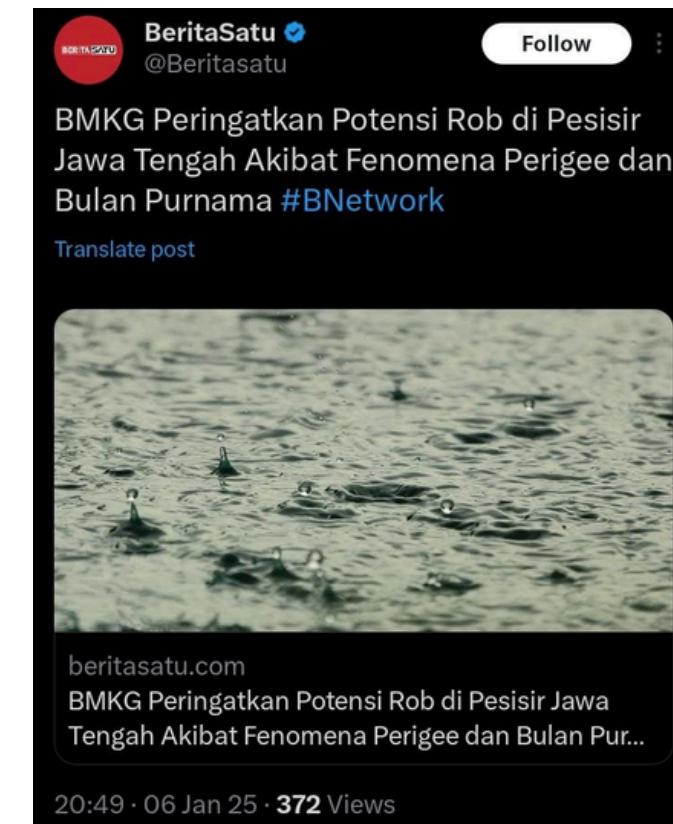 BERITASATU
BeritaSatu
@Beritasatu
Follow
BMKG Peringatkan Potensi Rob di Pesisir
Jawa Tengah Akibat Fenomena Perigee dan
Bulan Purnama #BNetwork
Translate post
beritasatu.com
BMKG Peringatkan Potensi Rob di Pesisir Jawa
Tengah Akibat Fenomena Perigee dan Bulan Pur...
20:49 · 06 Jan 25 · 372 Views